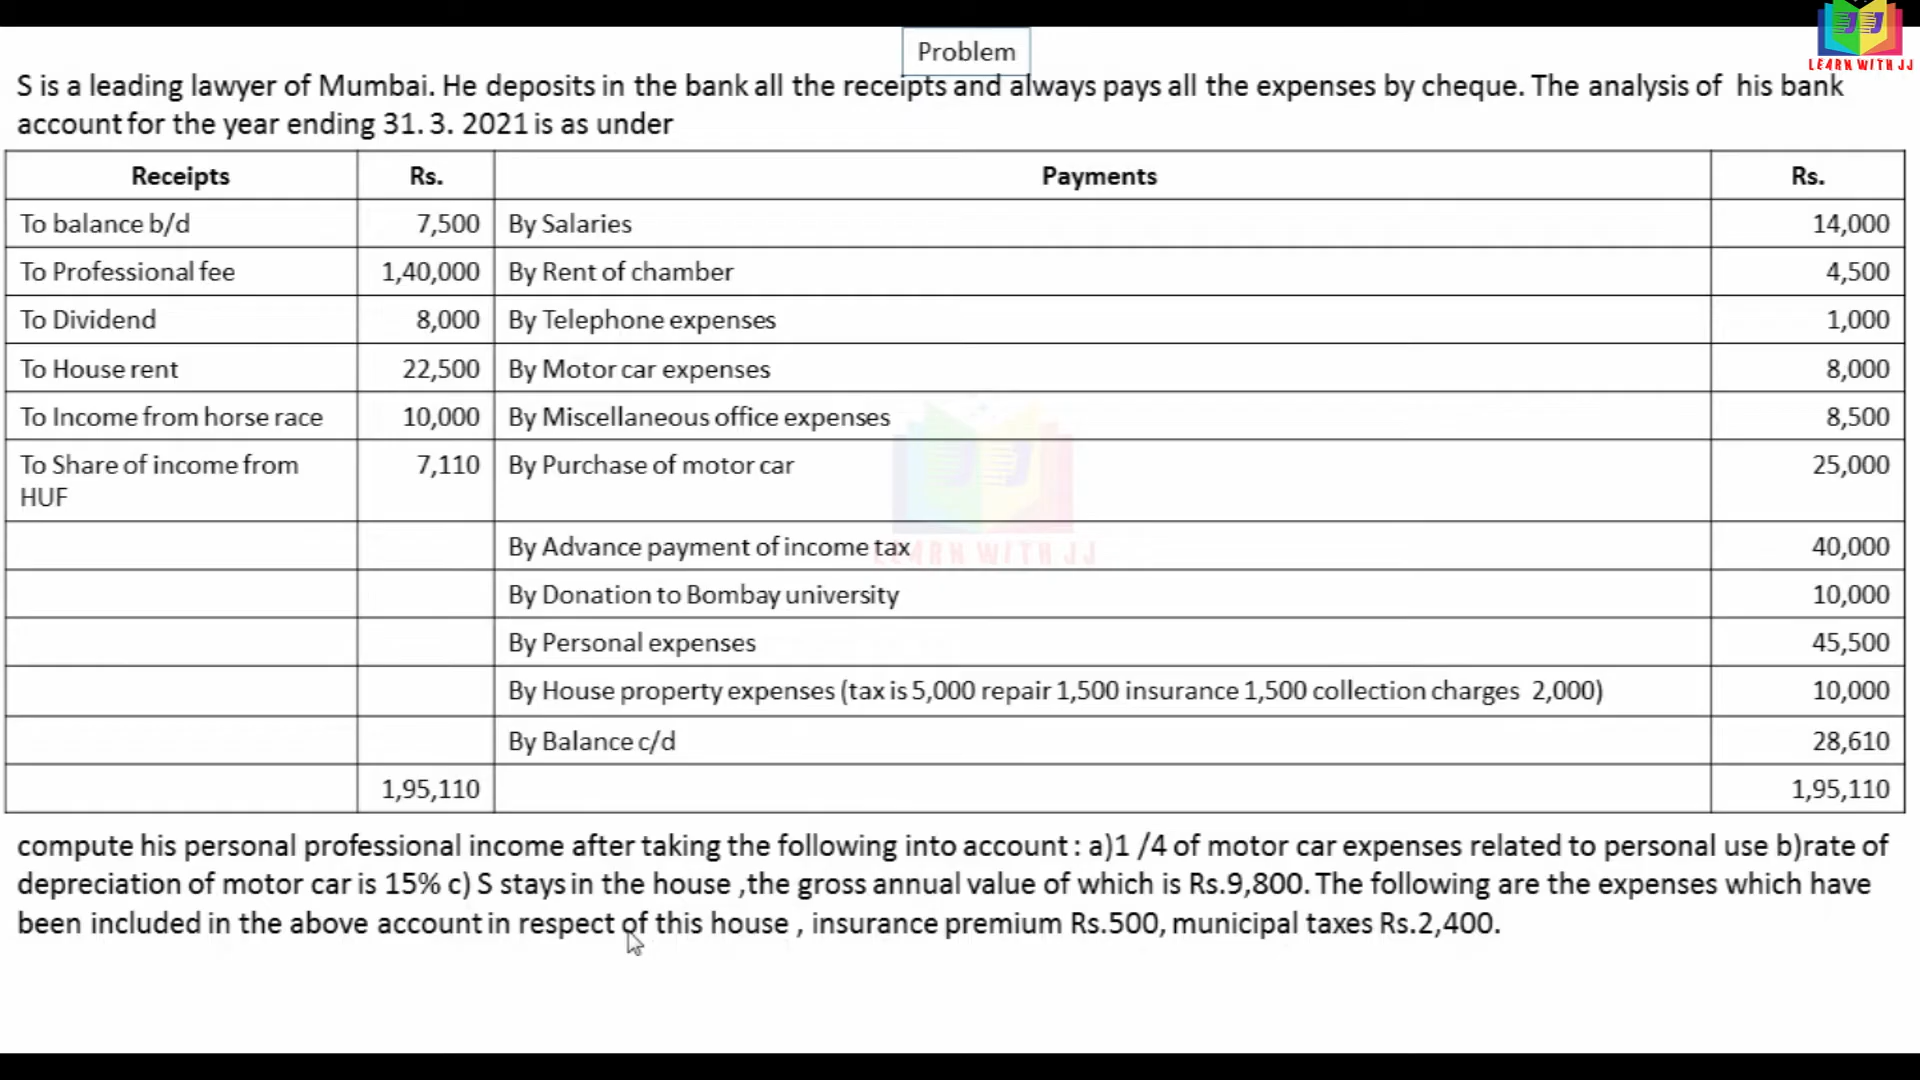 LEARN WITH JJ
Problem
S is a leading lawyer of Mumbai. He deposits in the bank all the receipts and always pays all the expenses by cheque. The analysis of his bank
account for the year ending 31. 3. 2021 is as under
Receipts Rs. Payments Rs.
To balance b/d 7,500 By Salaries 14,000
To Professional fee 1,40,000 By Rent of chamber 4,500
To Dividend 8,000 By Telephone expenses 1,000
To House rent 22,500 By Motor car expenses 8,000
To Income from horse race 10,000 By Miscellaneous office expenses 8,500
To Share of income from 7,110 By Purchase of motor car 25,000
HUF
By Advance payment of income tax 40,000
LEARN WITH JJ
By Donation to Bombay university 10,000
By Personal expenses 45,500
By House property expenses (tax is 5,000 repair 1,500 insurance 1,500 collection charges 2,000) 10,000
By Balance c/d 28,610
1,95,110 1,95,110
compute his personal professional income after taking the following into account : a)1 /4 of motor car expenses related to personal use b)rate of
depreciation of motor car is 15% c) S stays in the house ,the gross annual value of which is Rs.9,800. The following are the expenses which have
been included in the above account in respect of this house , insurance premium Rs.500, municipal taxes Rs.2,400.